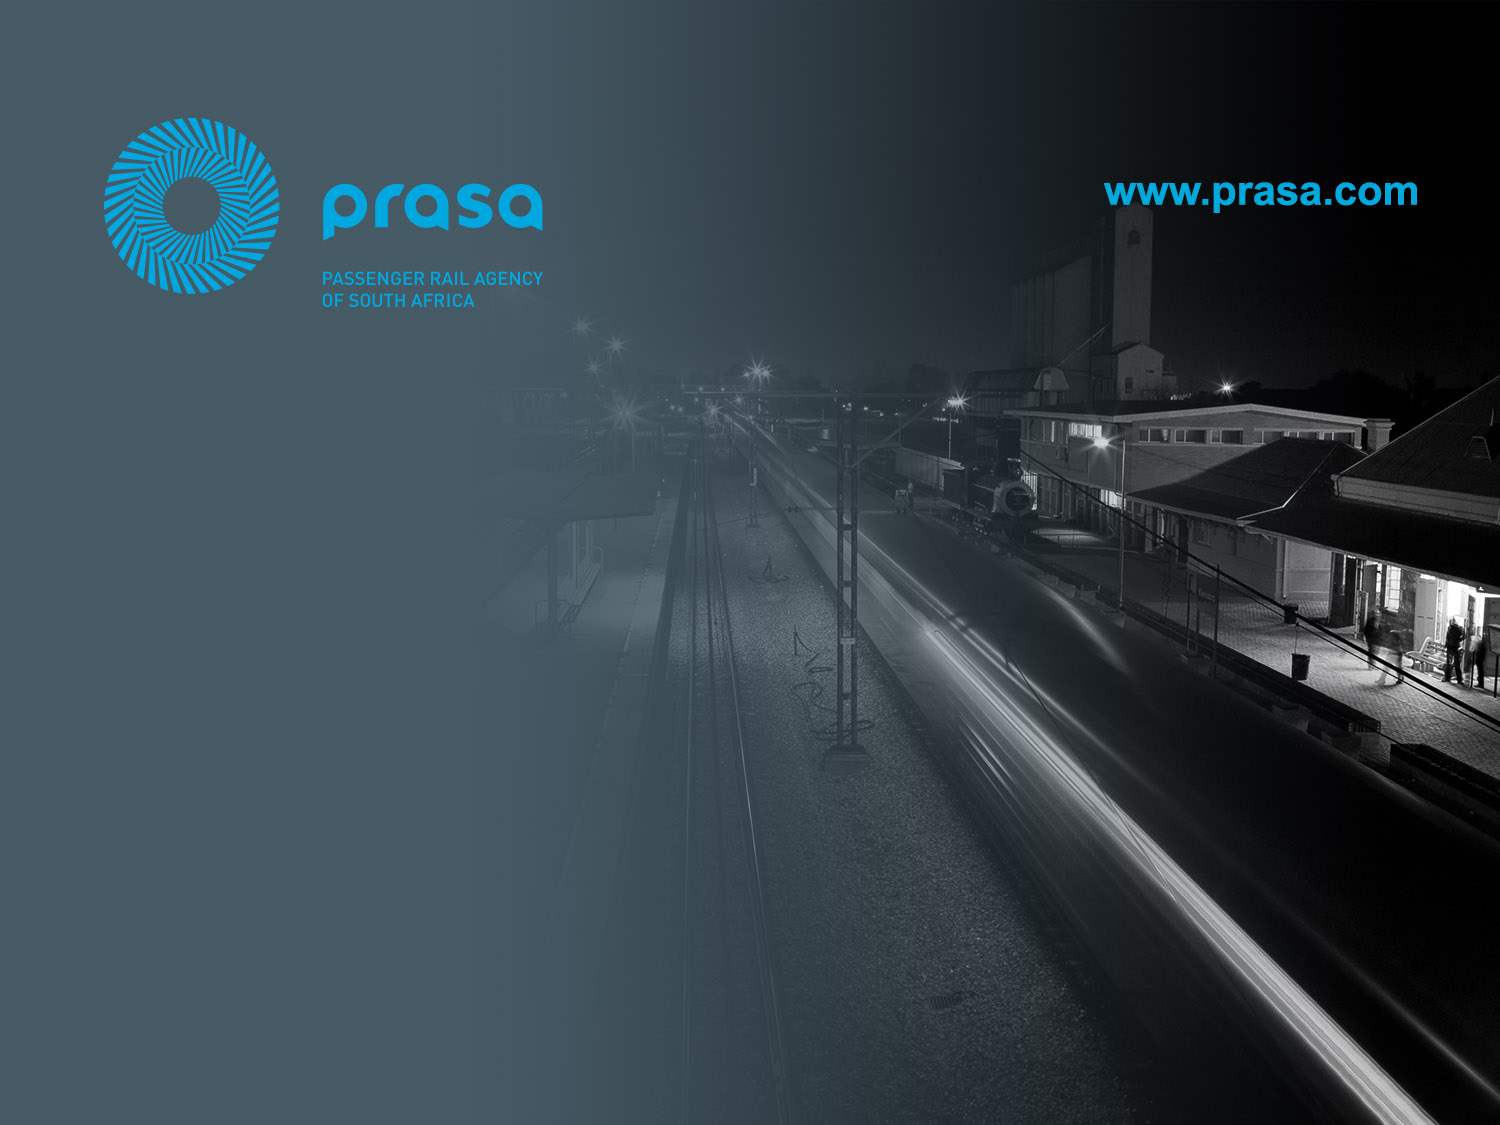 prasa
PASSENGER RAIL AGENCY
OF SOUTH AFRICA
www.prasa.com